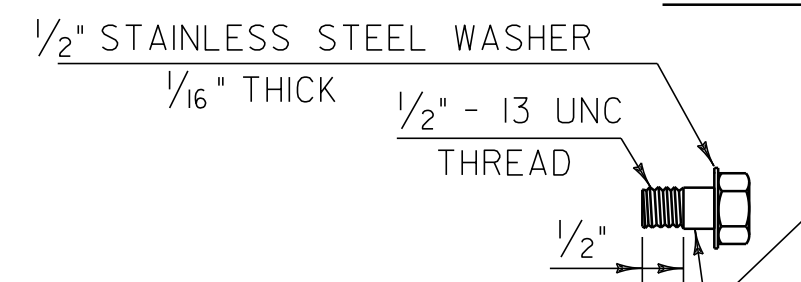 1/2" STAINLESS STEEL WASHER
1/16" THICK
1/2" - 13 UNC
THREAD
1/2"